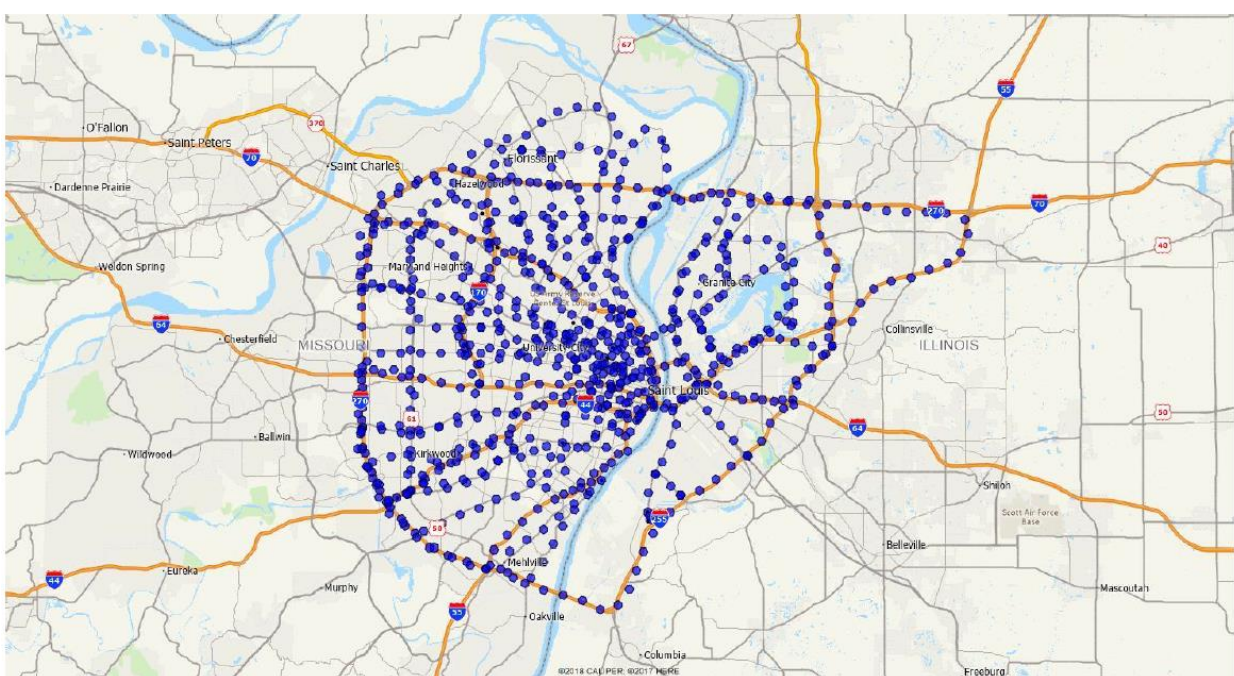 67
55
O'Fallon
370
Saint Peters
70
Saint Charles
Florissant
Dardenne Prairie
Hazelwood
270
70
40
Weldon Spring
Maryland Heights
170
Granite City
64
Chesterfield
MISSOURI
University City
Collinsville
ILLINOIS
Saint Louis
270
44
61
50
64
Ballwin
Wildwood
Kirkwood
Shiloh
Scott Air Force
Base
255
50
Belleville
Mehlville
Eureka
44
Murphy
55
Oakville
Mascoutah
Columbia
©2018 CALIPER; ©2017 HERE
Freeburg